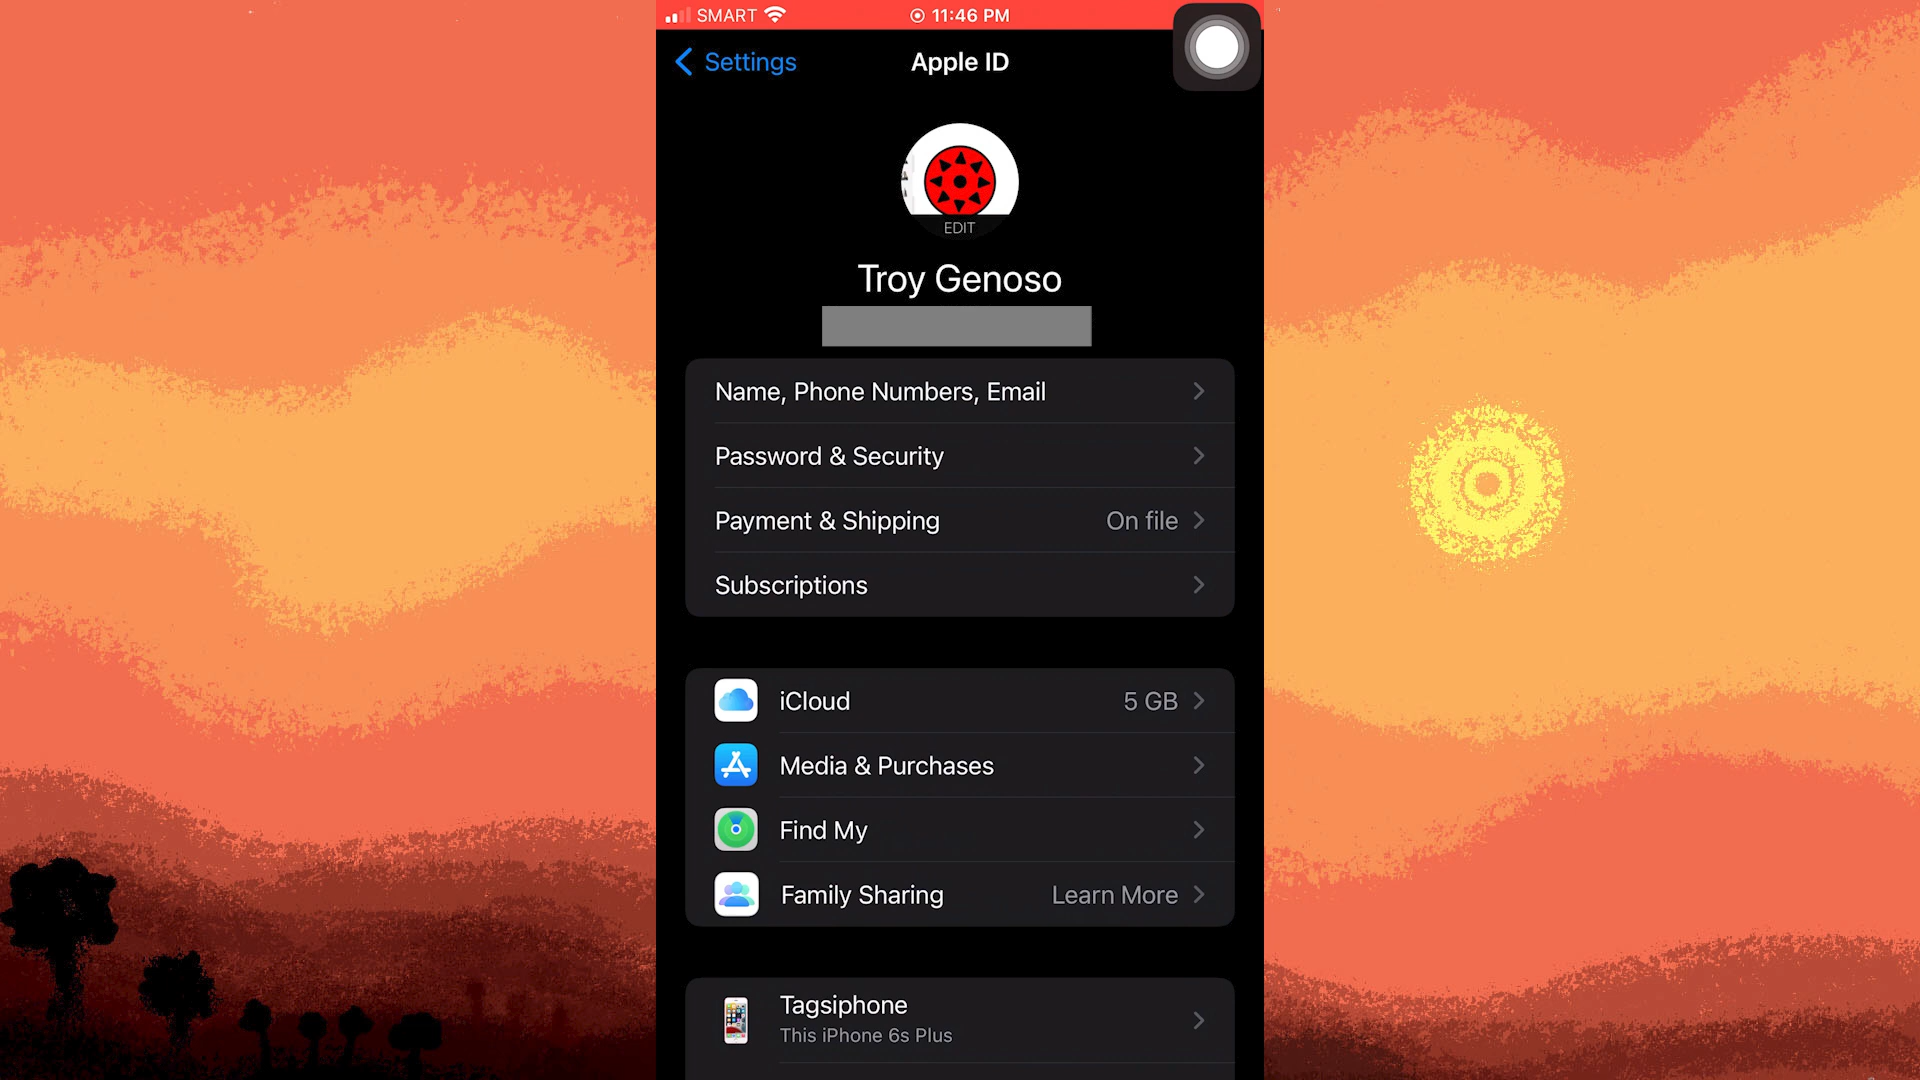 SMART 11:46 PM
Settings Apple ID
EDIT
Troy Genoso
Name, Phone Numbers, Email
Password & Security
Payment & Shipping On file
Subscriptions
iCloud 5 GB
Media & Purchases
Find My
Family Sharing Learn More
Tagsiphone
This iPhone 6s Plus